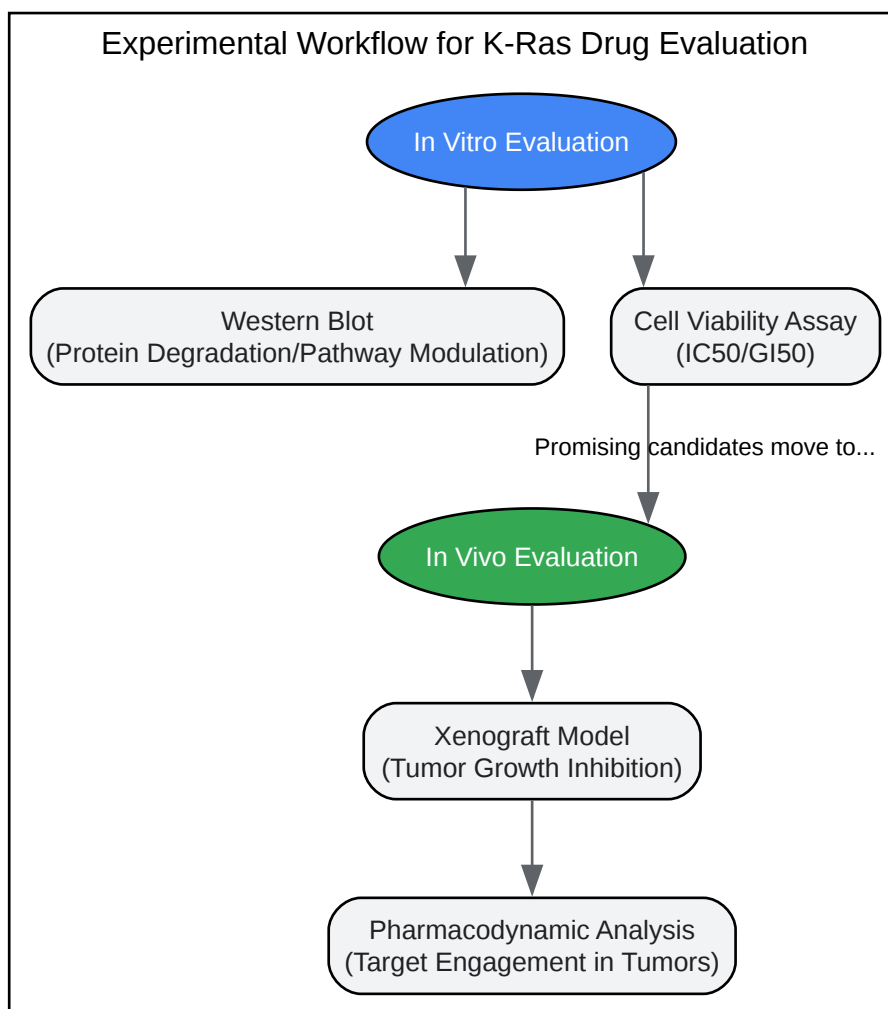 Experimental Workflow for K-Ras Drug Evaluation
In Vitro Evaluation
Western Blot
(Protein Degradation/Pathway Modulation)
Cell Viability Assay
(IC50/GI50)
Promising candidates move to...
In Vivo Evaluation
Xenograft Model
(Tumor Growth Inhibition)
Pharmacodynamic Analysis
(Target Engagement in Tumors)